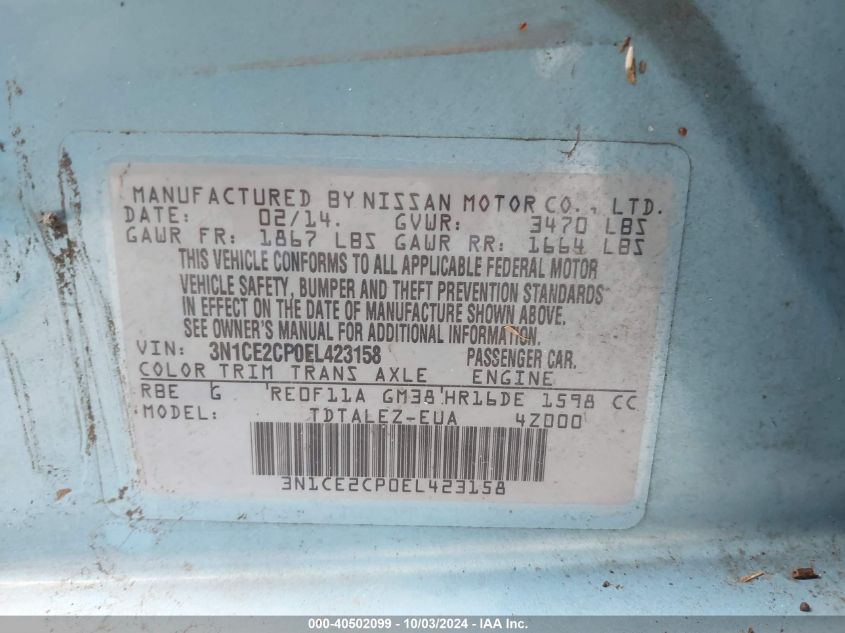 MANUFACTURED BY NISSAN MOTOR CO., LTD.
DATE: 02/14. GVWR: 3470 LBS
GAWR FR: 1867 LBS GAWR RR: 1664 LBS
THIS VEHICLE CONFORMS TO ALL APPLICABLE FEDERAL MOTOR
VEHICLE SAFETY, BUMPER AND THEFT PREVENTION STANDARDS
IN EFFECT ON THE DATE OF MANUFACTURE SHOWN ABOVE.
SEE OWNER'S MANUAL FOR ADDITIONAL INFORMATION.
VIN: 3N1CE2CP0EL423158 PASSENGER CAR.
COLOR TRIM TRANS AXLE ENGINE
RBE G RE0F11A GM38 HR16DE 1598 CC
MODEL: TDTALEZ-EUA 4Z000
3N1CE2CP0EL423158
000-40502099 - 10/03/2024 - IAA Inc.